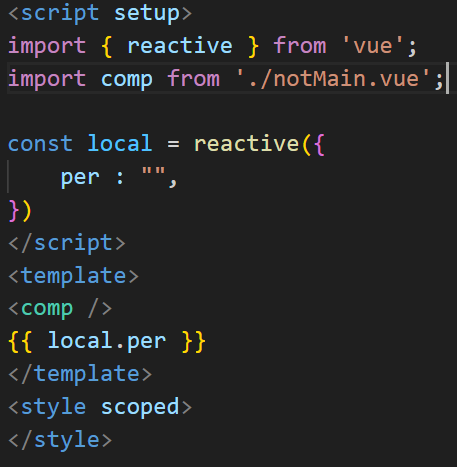 <script setup>
import { reactive } from 'vue';
import comp from './notMain.vue';
const local = reactive({
    per : "",
})
</script>
<template>
<comp />
{{ local.per }}
</template>
<style scoped>
</style>